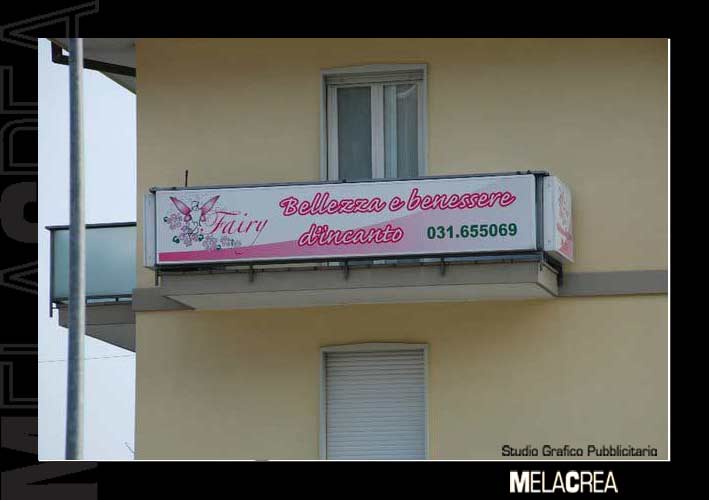 MELACREA
Fairy
Bellezza e benessere
d'incanto
031.655069
Studio Grafico Pubblicitario
MELACREA